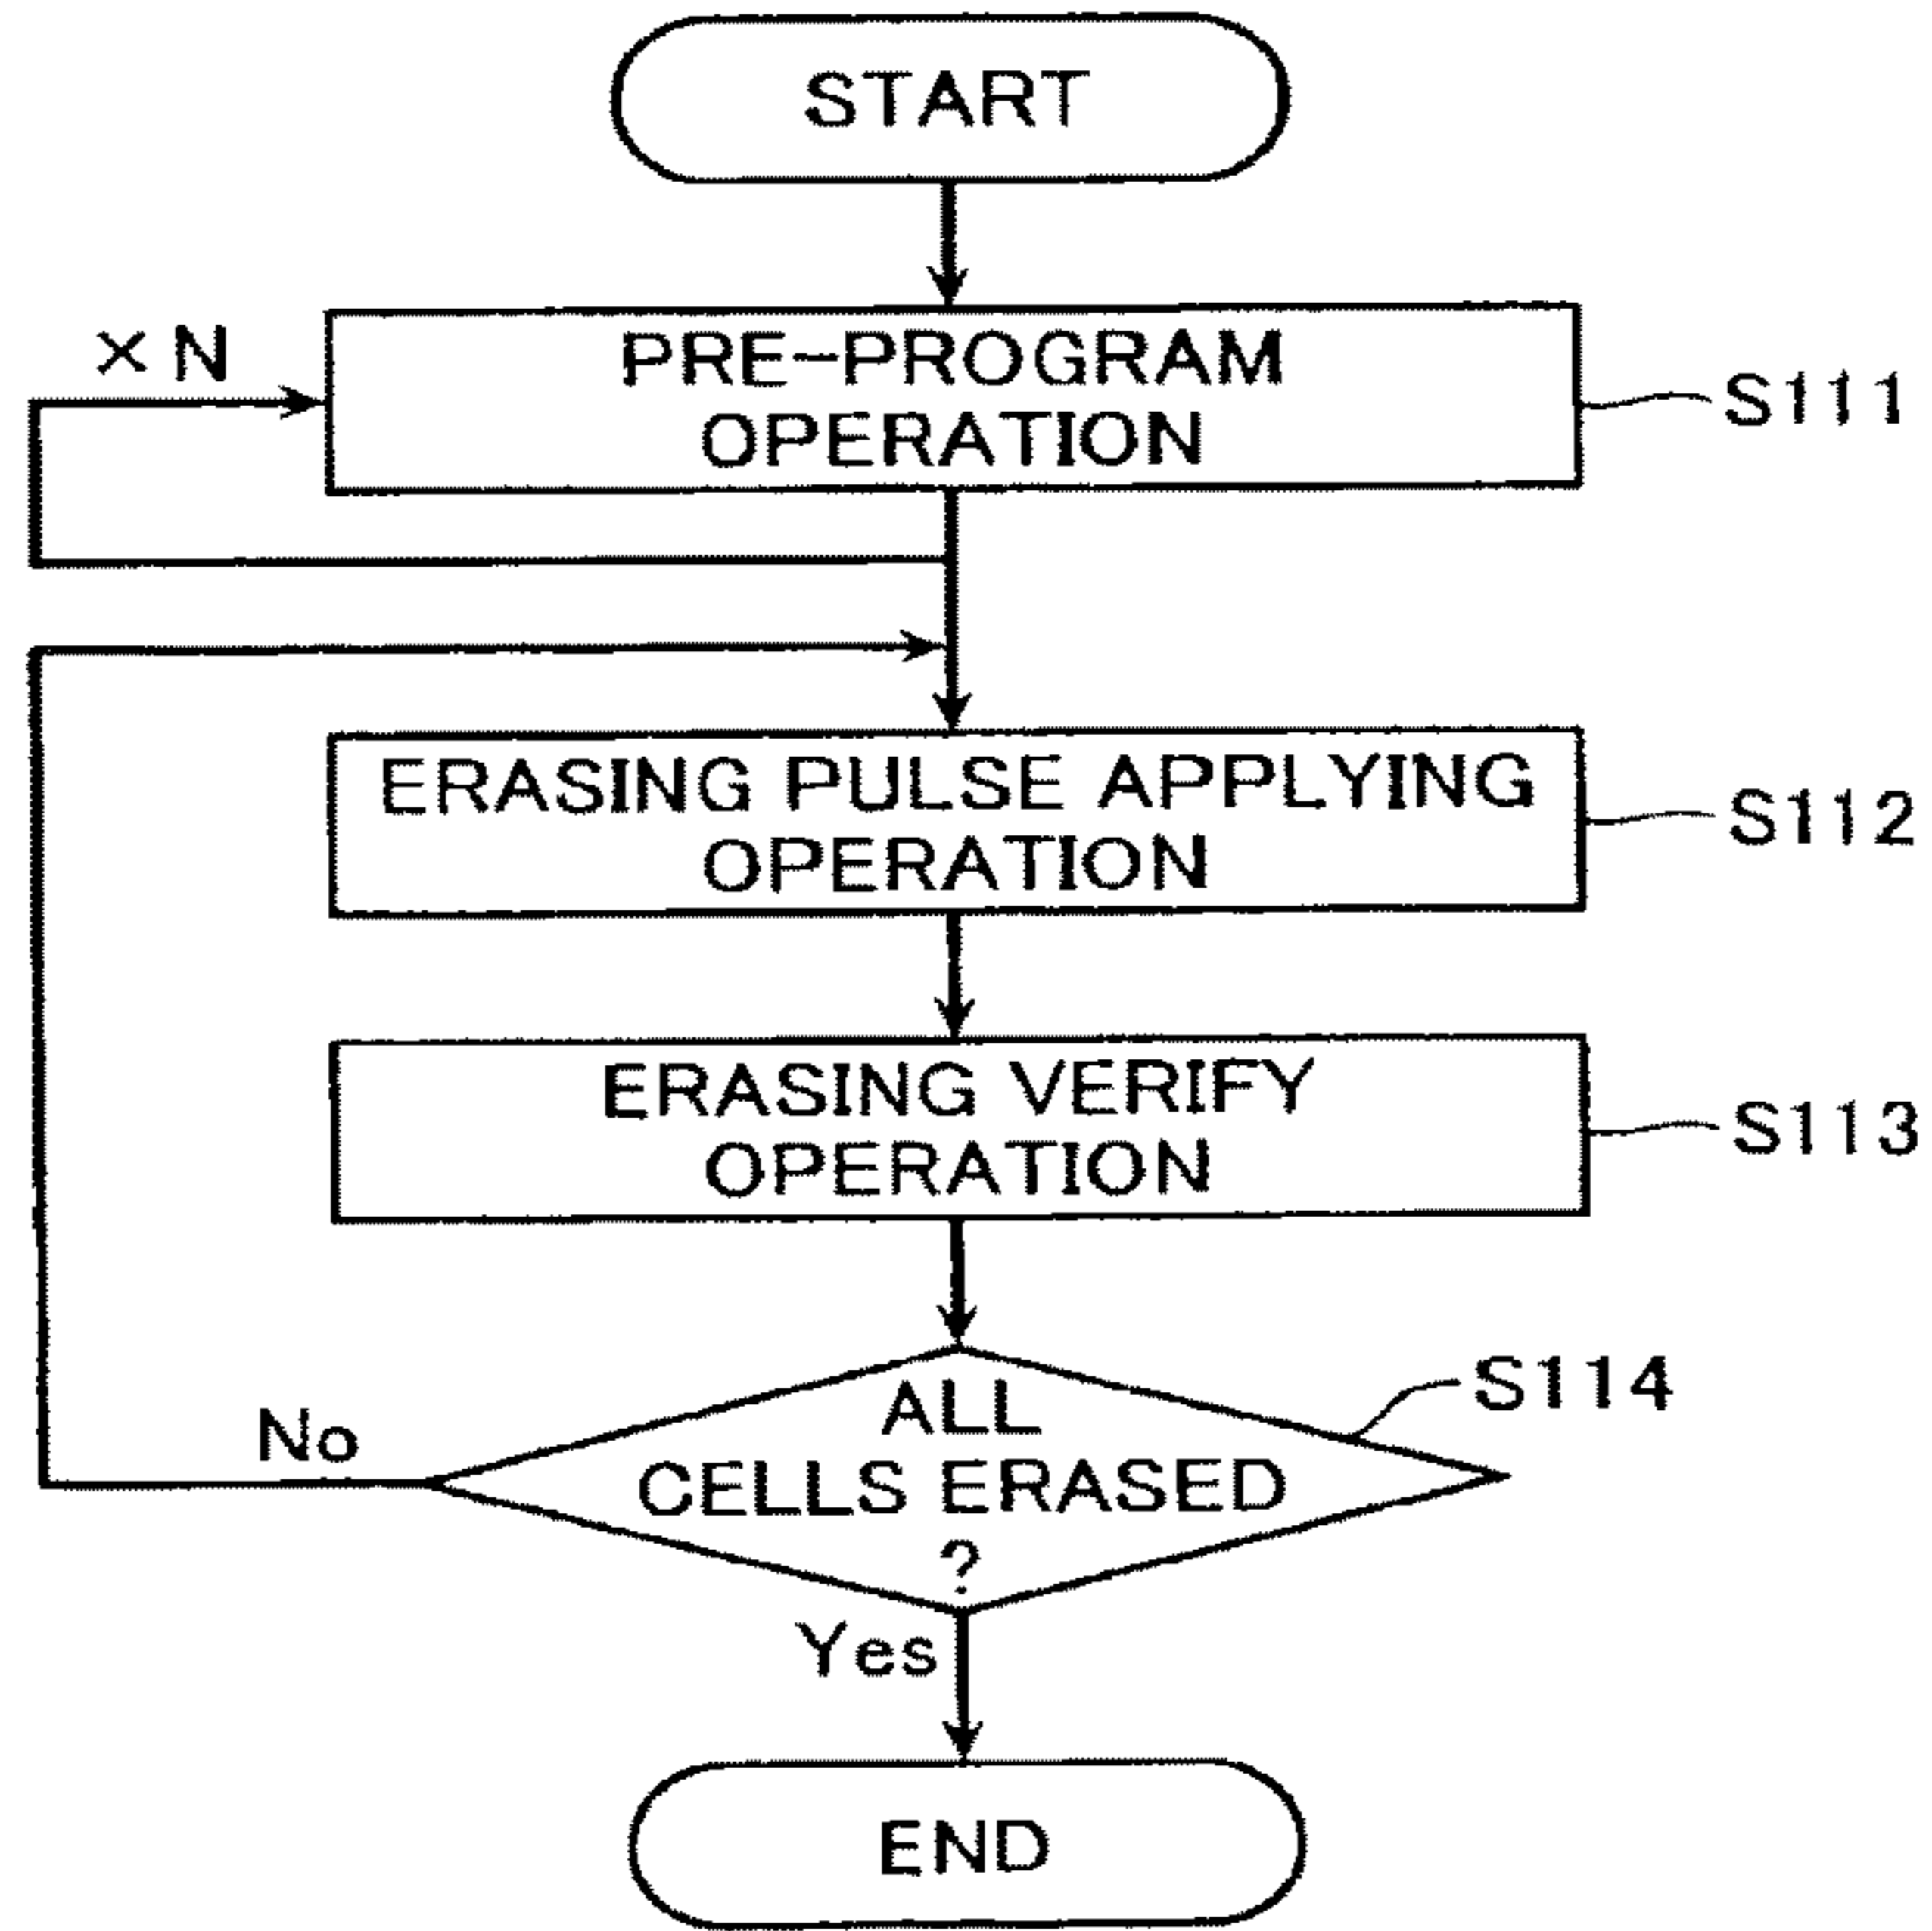 START
× N
PRE-PROGRAM
OPERATION
S111
ERASING PULSE APPLYING
OPERATION
S112
ERASING VERIFY
OPERATION
S113
ALL
CELLS ERASED
?
S114
No
Yes
END